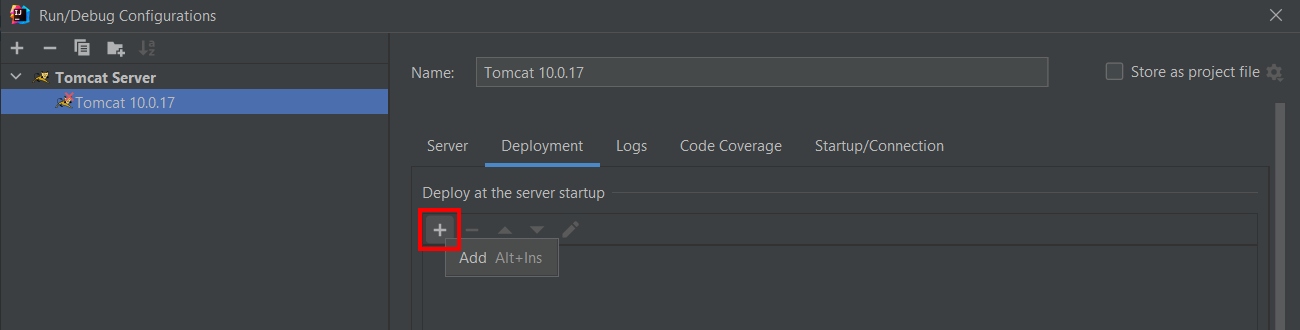 Run/Debug Configurations
Tomcat Server
Tomcat 10.0.17
Name: Tomcat 10.0.17 Store as project file
Server Deployment Logs Code Coverage Startup/Connection
Deploy at the server startup
Add Alt+Ins